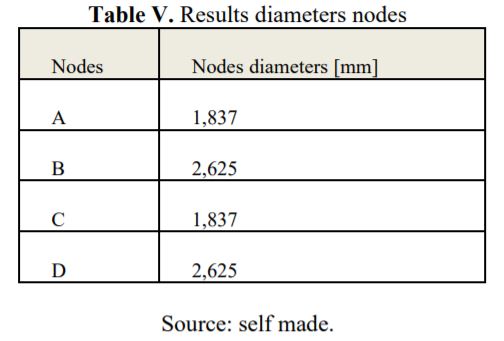 Table V. Results diameters nodes
Nodes Nodes diameters [mm]
A 1,837
B 2,625
C 1,837
D 2,625
Source: self made.